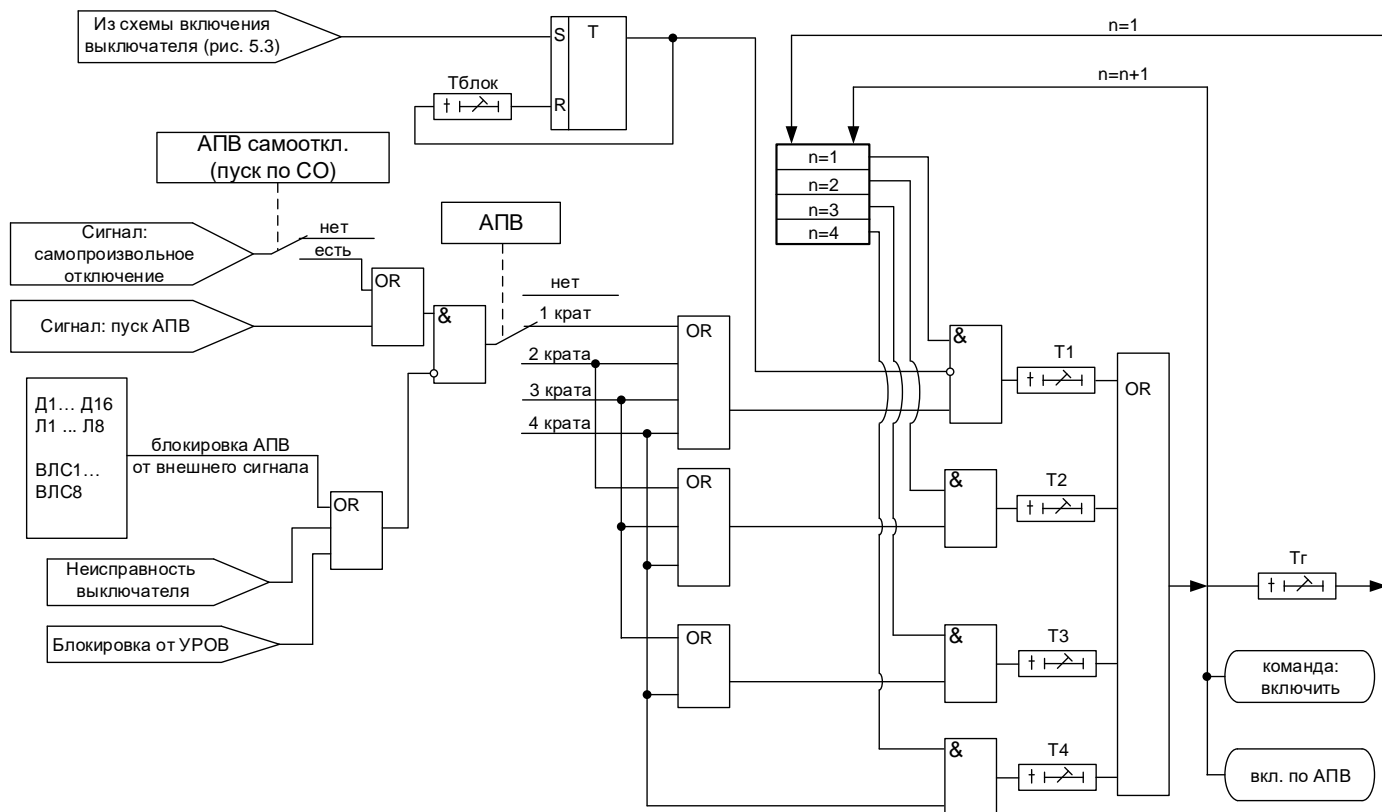 Из схемы включения
выключателя (рис. 5.3)
S
T
R
Тблок
n=1
n=n+1
n=1
n=2
n=3
n=4
АПВ самооткл.
(пуск по СО)
АПВ
Сигнал:
самопроизвольное
отключение
нет
есть
OR
Сигнал: пуск АПВ
&
нет
1 крат
2 крата
3 крата
4 крата
OR
&
T1
OR
Д1... Д16
Л1 ... Л8
ВЛС1...
ВЛС8
блокировка АПВ
от внешнего сигнала
OR
OR
&
T2
Неисправность
выключателя
Блокировка от УРОВ
OR
&
T3
Тг
команда:
включить
&
T4
вкл. по АПВ